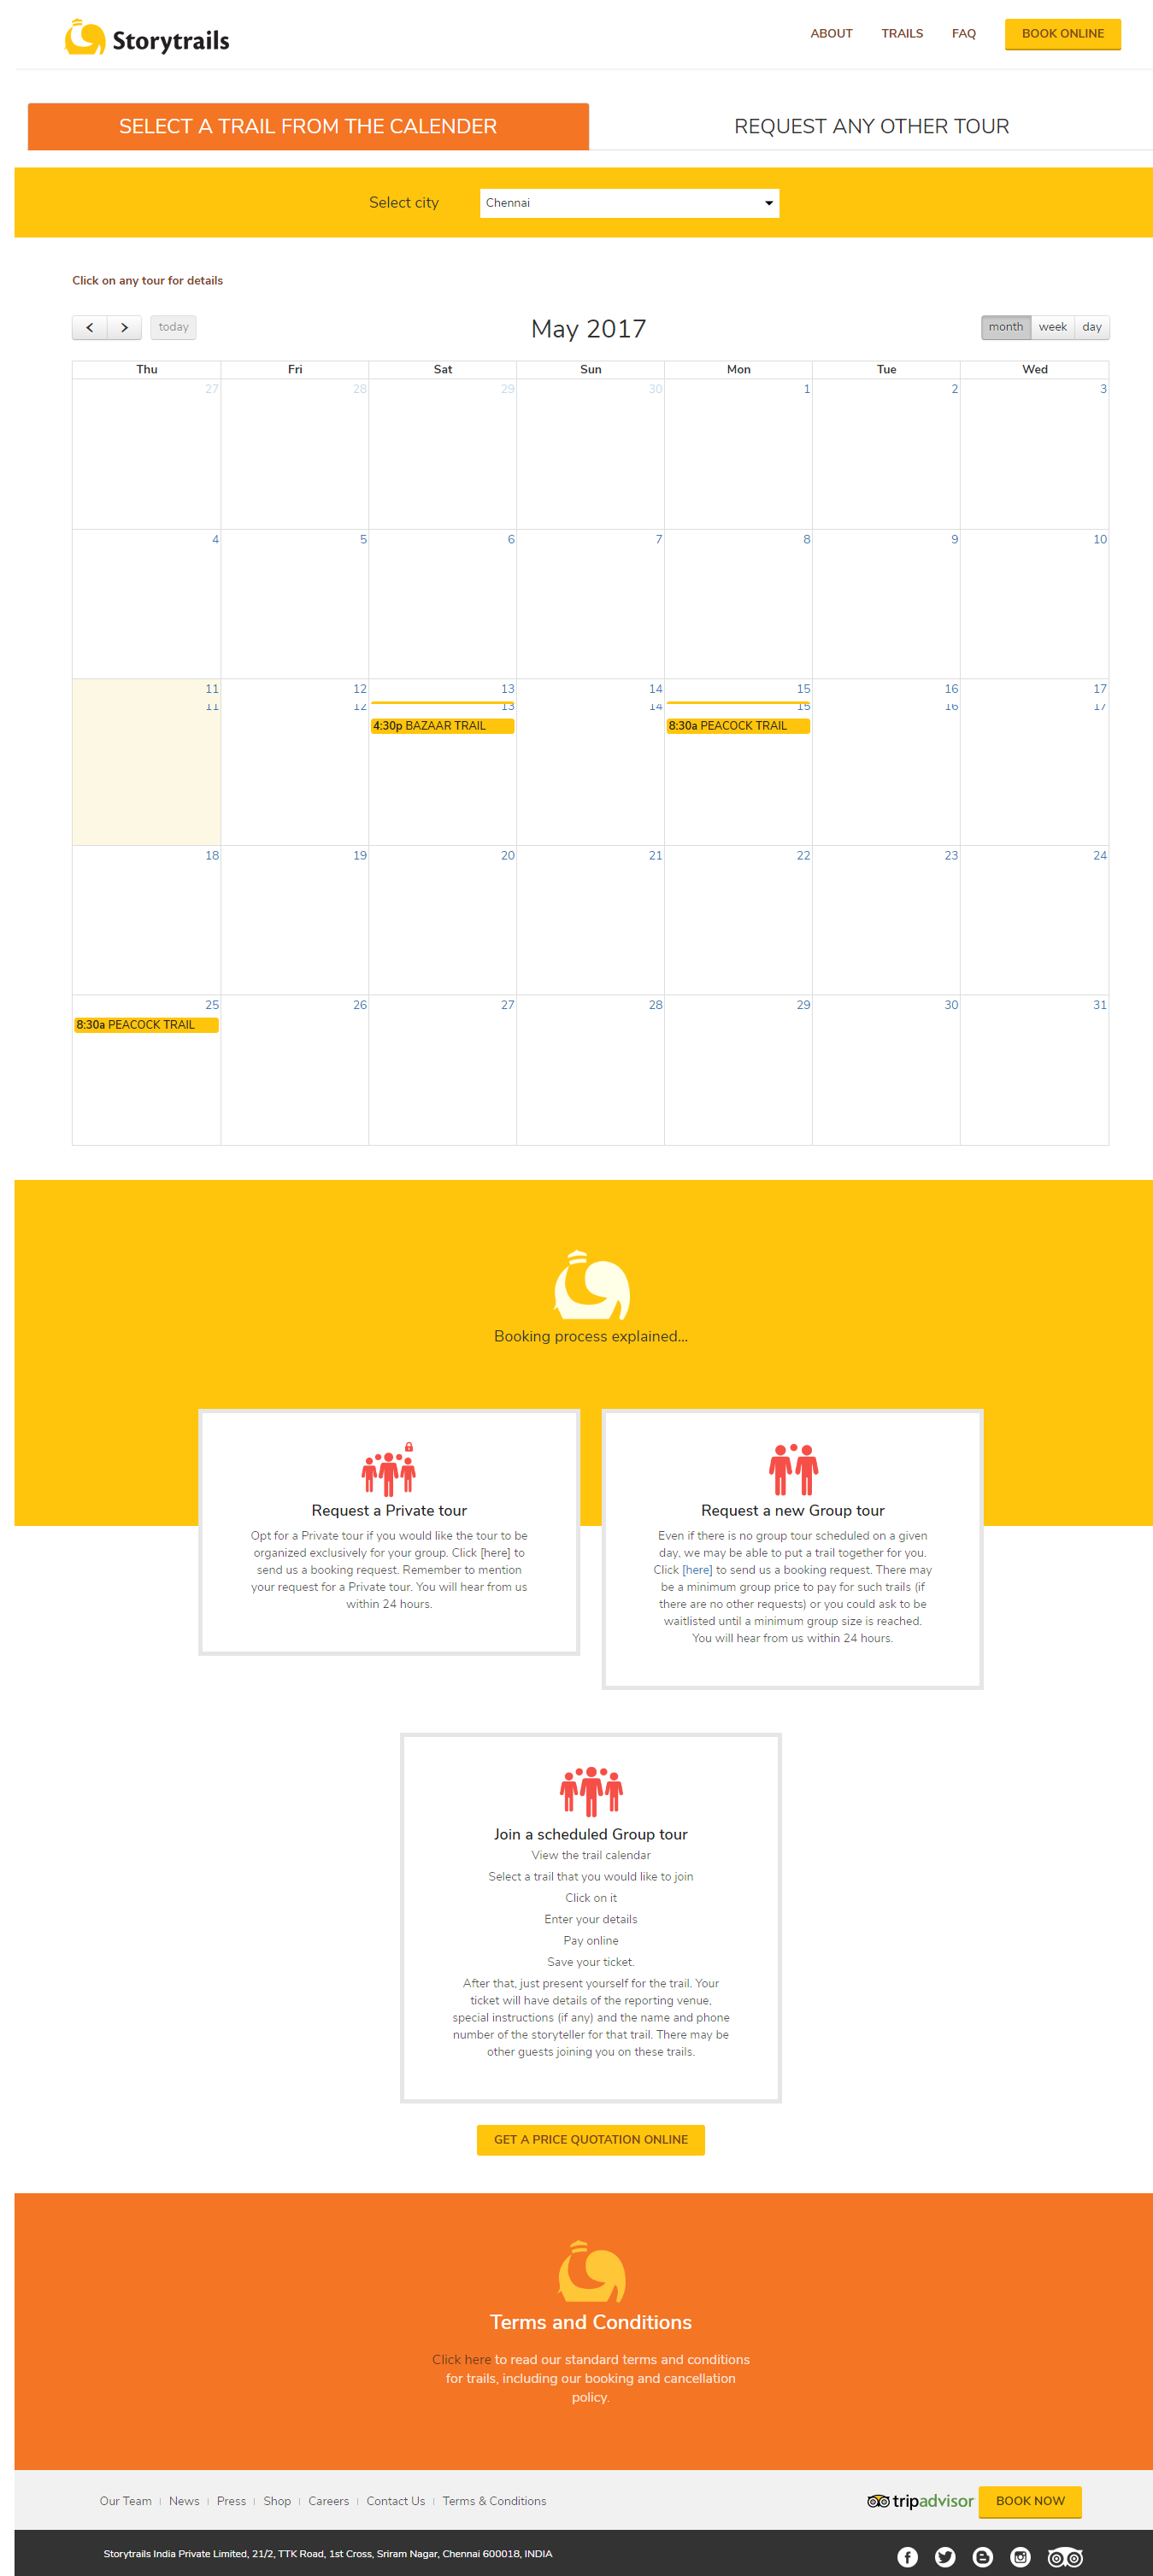 Storytrails
ABOUT TRAILS FAQ BOOK ONLINE
SELECT A TRAIL FROM THE CALENDER
REQUEST ANY OTHER TOUR
Select city Chennai
Click on any tour for details
today May 2017 month week day
Thu Fri Sat Sun Mon Tue Wed
27 28 29 30 1 2 3
4 5 6 7 8 9 10
11 12 13 14 15 16 17
11 12 13 14 15 16 17
4:30p BAZAAR TRAIL 8:30a PEACOCK TRAIL
18 19 20 21 22 23 24
25 26 27 28 29 30 31
8:30a PEACOCK TRAIL
Booking process explained...
Request a Private tour
Opt for a Private tour if you would like the tour to be
organized exclusively for your group. Click [here] to
send us a booking request. Remember to mention
your request for a Private tour. You will hear from us
within 24 hours.
Request a new Group tour
Even if there is no group tour scheduled on a given
day, we may be able to put a trail together for you.
Click [here] to send us a booking request. There may
be a minimum group price to pay for such trails (if
there are no other requests) or you could ask to be
waitlisted until a minimum group size is reached.
You will hear from us within 24 hours.
Join a scheduled Group tour
View the trail calendar
Select a trail that you would like to join
Click on it
Enter your details
Pay online
Save your ticket.
After that, just present yourself for the trail. Your
ticket will have details of the reporting venue,
special instructions (if any) and the name and phone
number of the storyteller for that trail. There may be
other guests joining you on these trails.
GET A PRICE QUOTATION ONLINE
Terms and Conditions
Click here to read our standard terms and conditions
for trails, including our booking and cancellation
policy.
Our Team | News | Press | Shop | Careers | Contact Us | Terms & Conditions
tripadvisor BOOK NOW
Storytrails India Private Limited, 21/2, TTK Road, 1st Cross, Sriram Nagar, Chennai 600018, INDIA